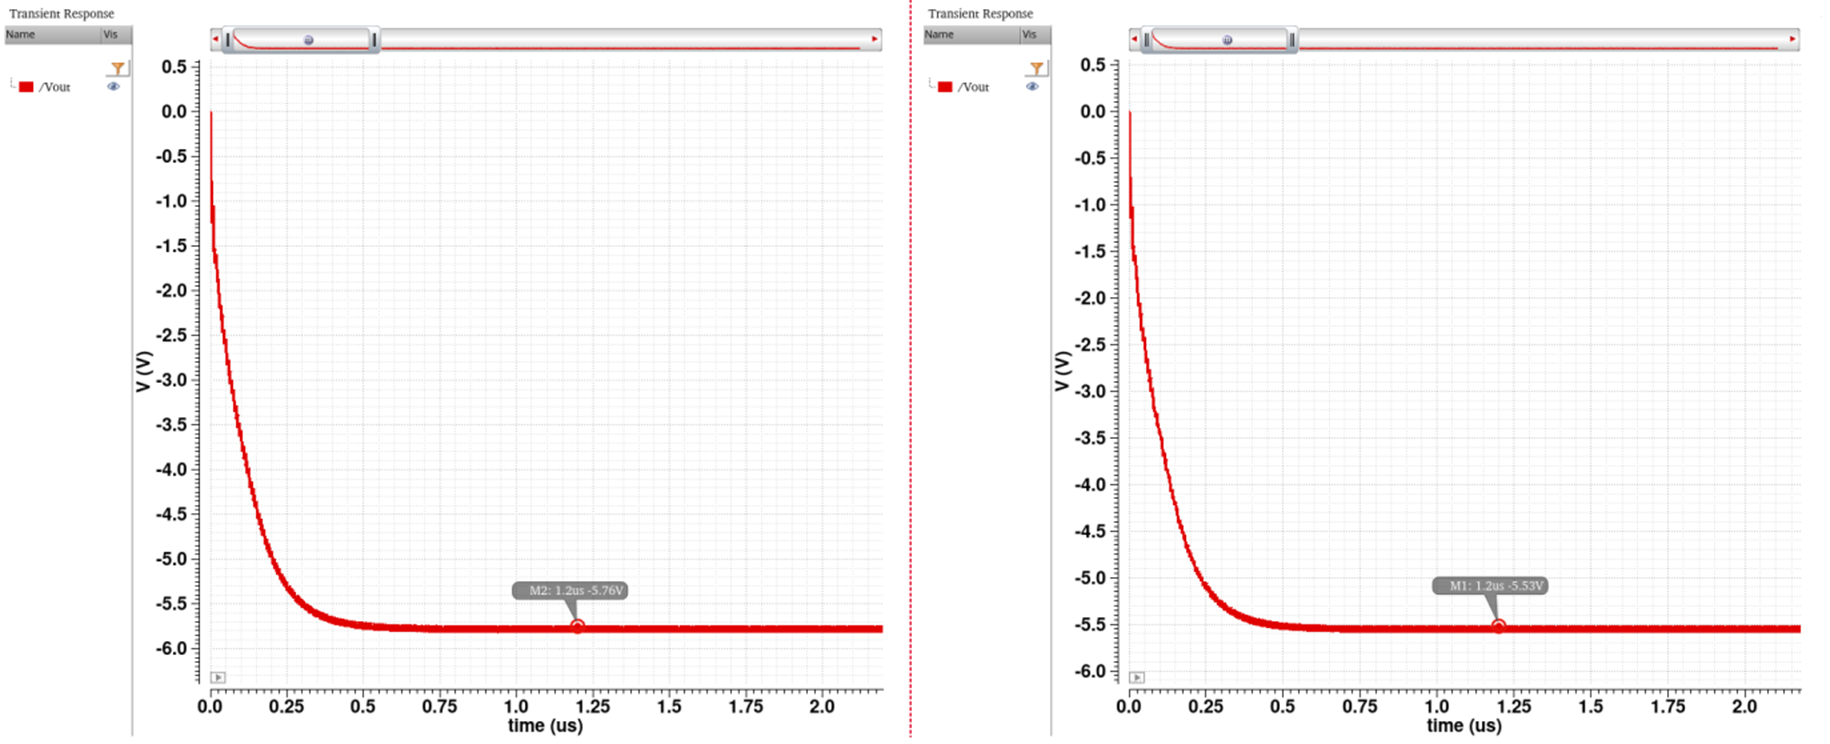 Transient Response
Name Vis
/Vout
0.5
0.0
-0.5
-1.0
-1.5
-2.0
-2.5
-3.0
-3.5
-4.0
-4.5
-5.0
-5.5
-6.0
V (V)
M2: 1.2us -5.76V
0.0 0.25 0.5 0.75 1.0 1.25 1.5 1.75 2.0
time (us)
Transient Response
Name Vis
/Vout
0.5
0.0
-0.5
-1.0
-1.5
-2.0
-2.5
-3.0
-3.5
-4.0
-4.5
-5.0
-5.5
-6.0
V (V)
M1: 1.2us -5.53V
0.0 0.25 0.5 0.75 1.0 1.25 1.5 1.75 2.0
time (us)